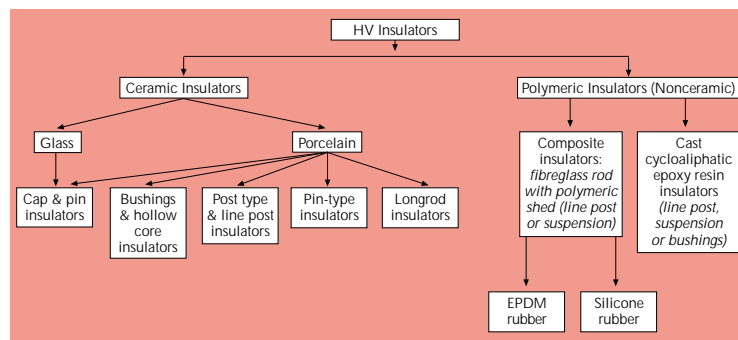 HV Insulators
Ceramic Insulators
Polymeric Insulators (Nonceramic)
Glass
Porcelain
Composite
insulators:
fibreglass rod
with polymeric
shed (line post
or suspension)
Cast
cycloaliphatic
epoxy resin
insulators
(line post,
suspension
or bushings)
Cap & pin
insulators
Bushings
& hollow
core insulators
Post type
& line post
insulators
Pin-type
insulators
Longrod
insulators
EPDM
rubber
Silicone
rubber